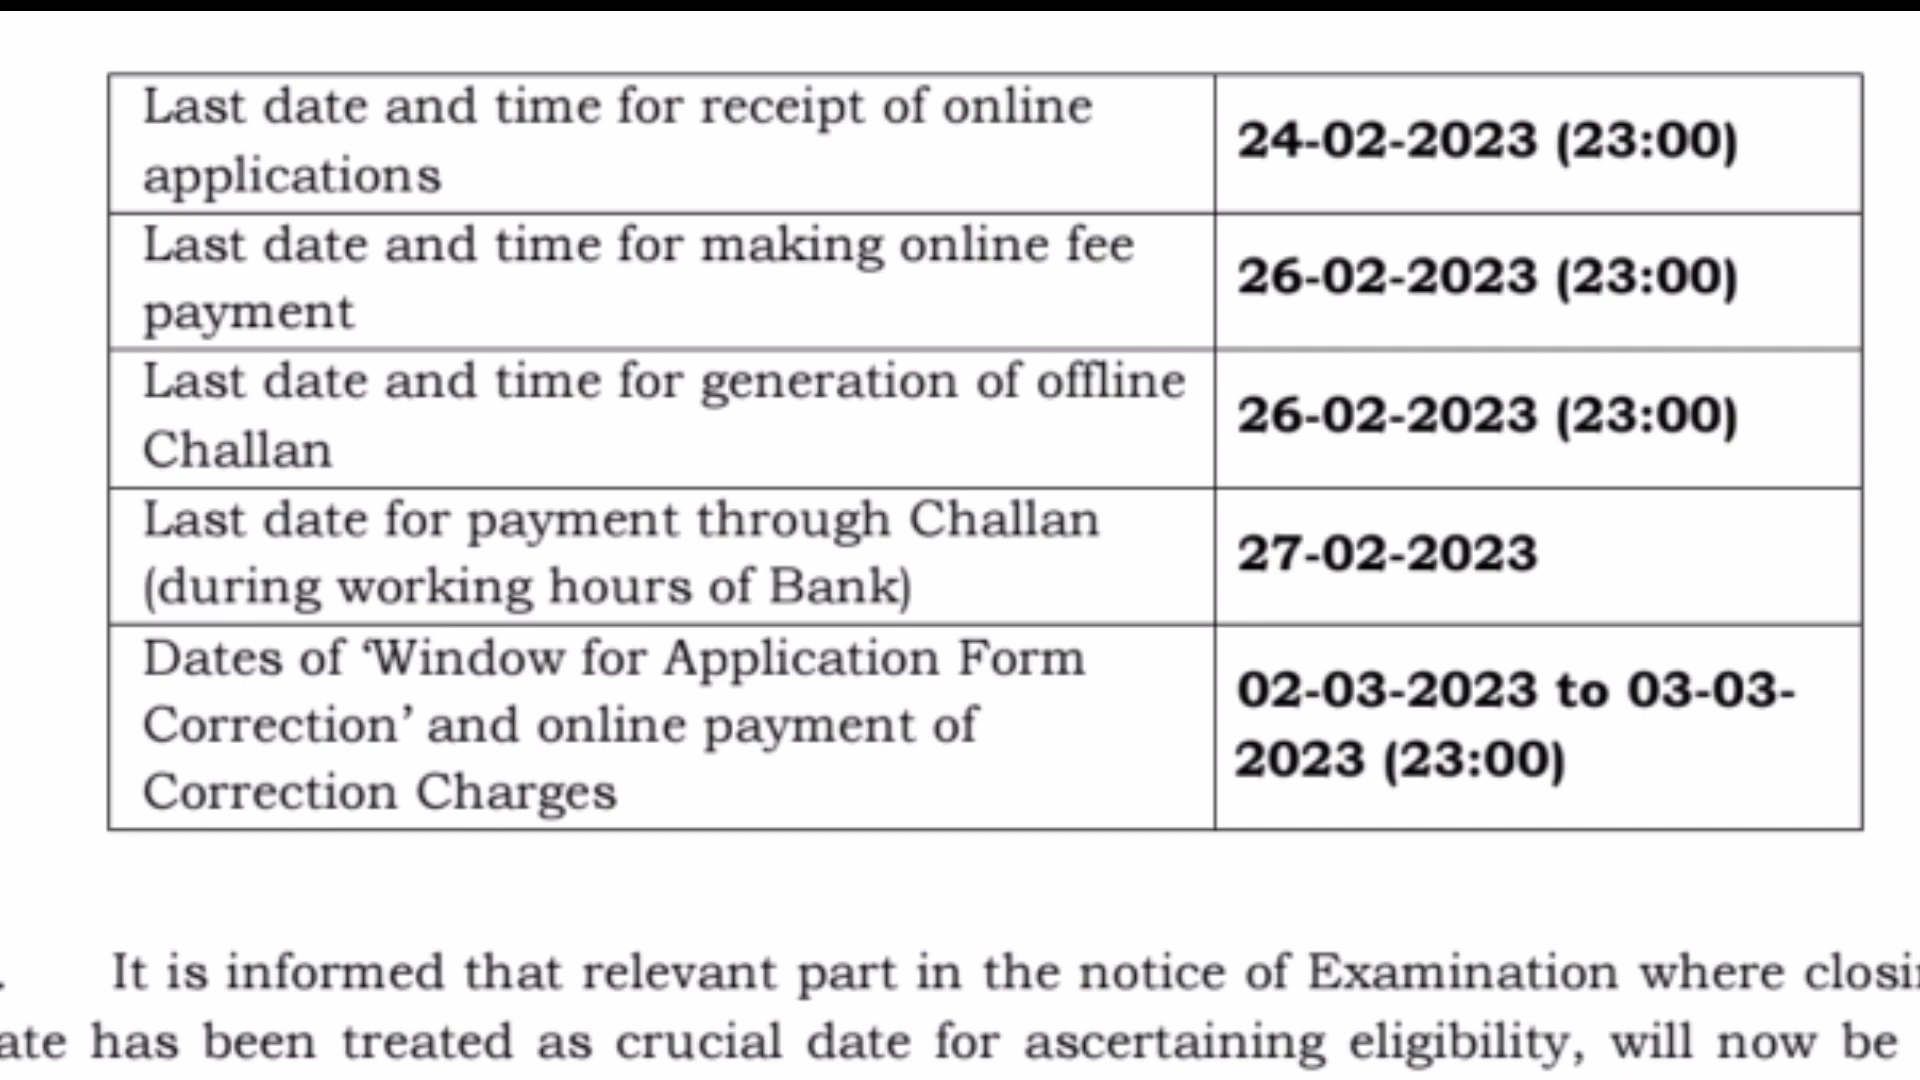 Last date and time for receipt of online
applications
24-02-2023 (23:00)
Last date and time for making online fee
payment
26-02-2023 (23:00)
Last date and time for generation of offline
Challan
26-02-2023 (23:00)
Last date for payment through Challan
(during working hours of Bank)
27-02-2023
Dates of ‘Window for Application Form
Correction’ and online payment of
Correction Charges
02-03-2023 to 03-03-
2023 (23:00)
. It is informed that relevant part in the notice of Examination where closin
ate has been treated as crucial date for ascertaining eligibility, will now be